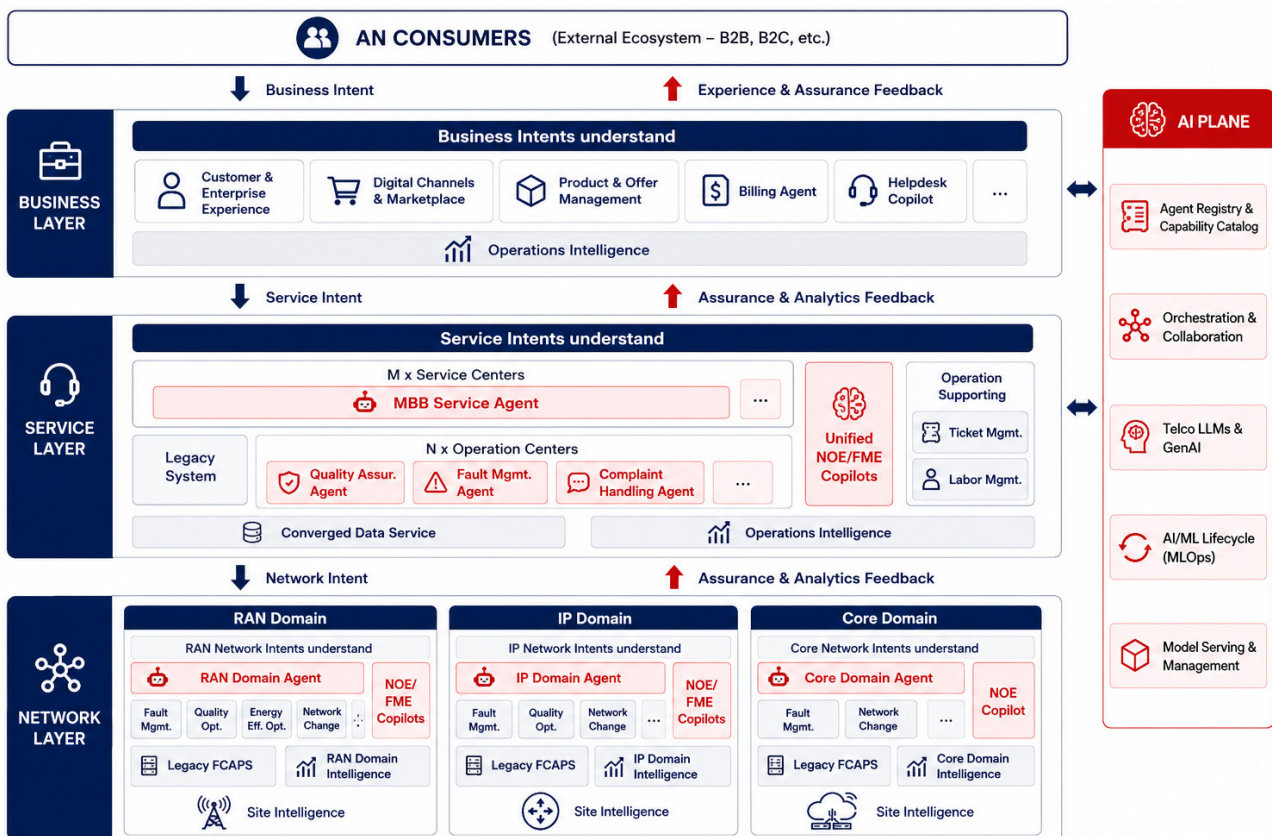 AN CONSUMERS (External Ecosystem – B2B, B2C, etc.)
Business Intent
Experience & Assurance Feedback
BUSINESS
LAYER
Business Intents understand
Customer &
Enterprise
Experience
Digital Channels
& Marketplace
Product & Offer
Management
Billing Agent
Helpdesk
Copilot
...
Operations Intelligence
Service Intent
Assurance & Analytics Feedback
SERVICE
LAYER
Service Intents understand
M x Service Centers
MBB Service Agent
...
Legacy
System
N x Operation Centers
Quality Assur.
Agent
Fault Mgmt.
Agent
Complaint
Handling Agent
...
Unified
NOE/FME
Copilots
Operation
Supporting
Ticket Mgmt.
Labor Mgmt.
Converged Data Service
Operations Intelligence
Network Intent
Assurance & Analytics Feedback
NETWORK
LAYER
RAN Domain
RAN Network Intents understand
RAN Domain Agent
NOE/
FME
Copilots
Fault
Mgmt.
Quality
Opt.
Energy
Eff. Opt.
Network
Change
Legacy FCAPS
RAN Domain
Intelligence
Site Intelligence
IP Domain
IP Network Intents understand
IP Domain Agent
NOE/
FME
Copilots
Fault
Mgmt.
Quality
Opt.
Network
Change
...
Legacy FCAPS
IP Domain
Intelligence
Site Intelligence
Core Domain
Core Network Intents understand
Core Domain Agent
NOE
Copilot
Fault
Mgmt.
Network
Change
...
Legacy FCAPS
Core Domain
Intelligence
Site Intelligence
AI PLANE
Agent Registry &
Capability Catalog
Orchestration &
Collaboration
Telco LLMs &
GenAI
AI/ML Lifecycle
(MLOps)
Model Serving &
Management